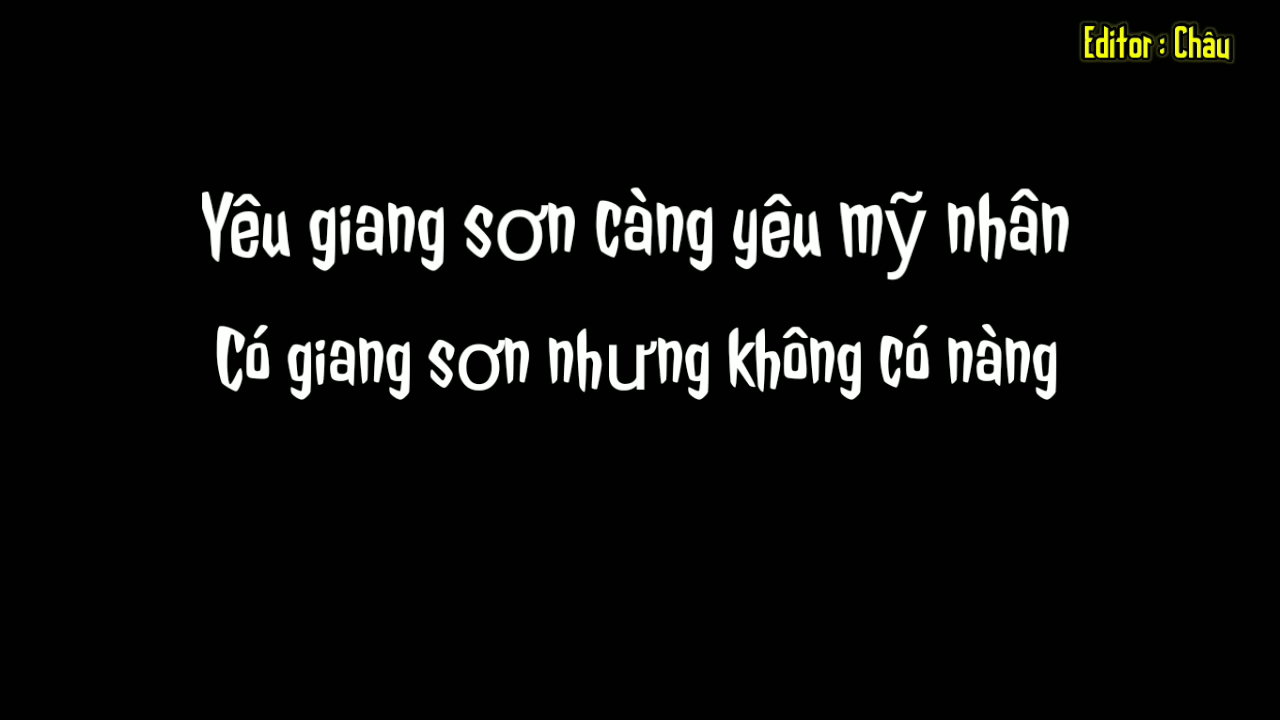 Editor : Châu
Yêu giang sơn càng yêu mỹ nhân
Có giang sơn nhưng không có nàng